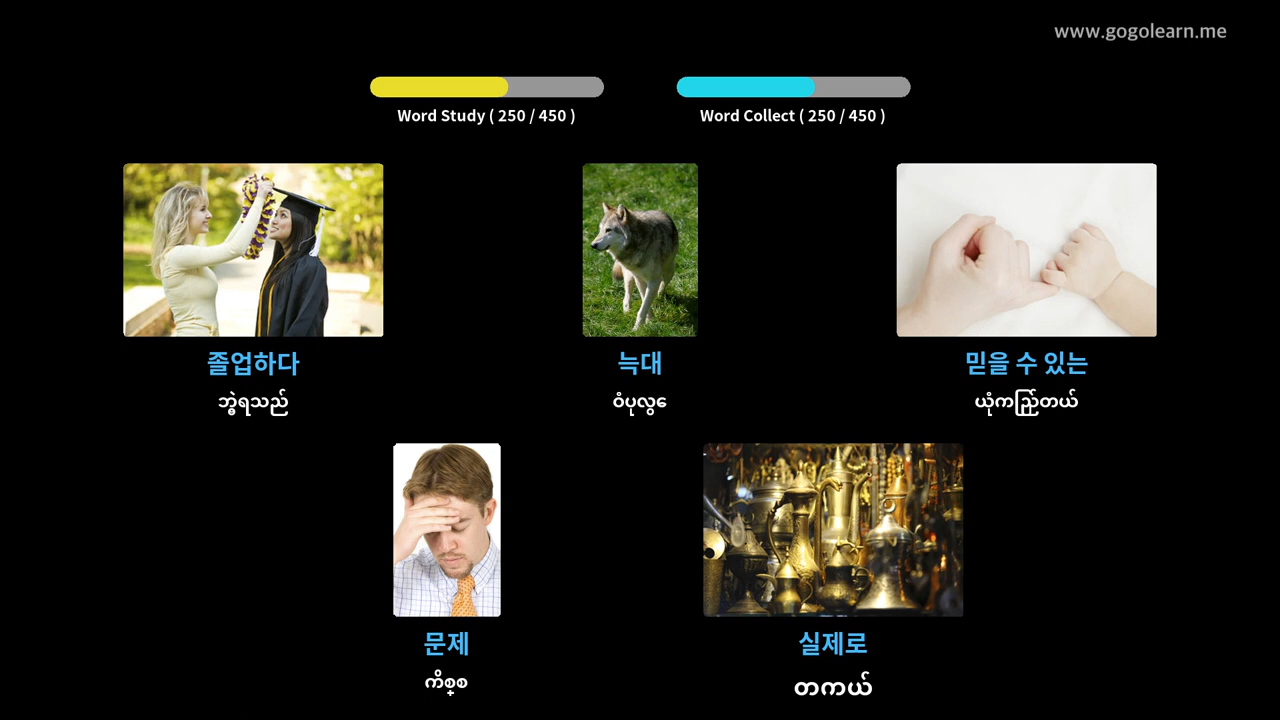 www.gogolearn.me
Word Study ( 250 / 450 )
Word Collect ( 250 / 450 )
졸업하다
늑대
믿을 수 있는
ဘွဲ့ရသည်
ဝံပုလွေ
ယုံကြည်တယ်
문제
실제로
ကိစ္စ
တကယ်